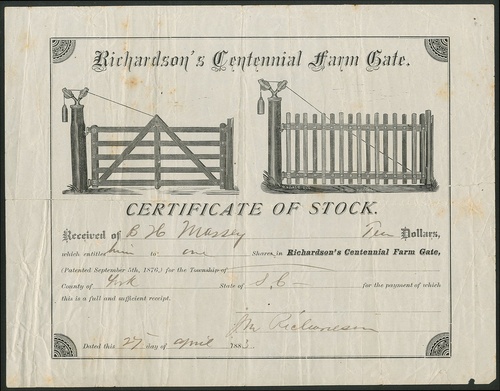 Richardson's Centennial Farm Gate.
CERTIFICATE OF STOCK.
Received of B H Massey Ten Dollars,
which entitles him to one Shares, in Richardson's Centennial Farm Gate,
(Patented September 5th, 1876,) for the Township of
County of York State of S. C— for the payment of which
this is a full and sufficient receipt.
Jno Richardson
Dated this 27 day of April 1883